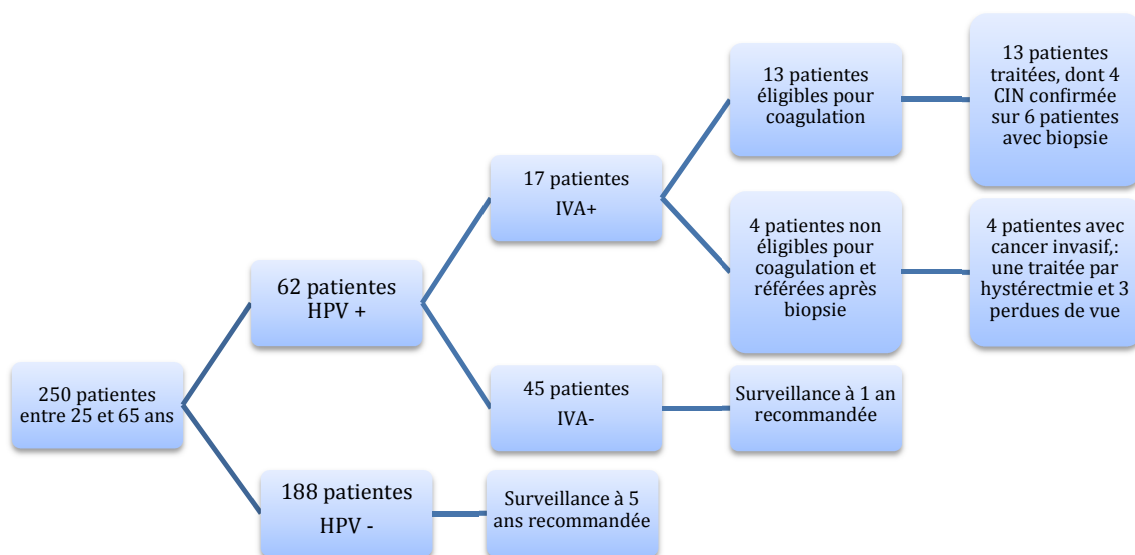 250 patientes
entre 25 et 65 ans
62 patientes
HPV +
188 patientes
HPV -
17 patientes
IVA+
45 patientes
IVA-
Surveillance à 5
ans recommandée
13 patientes
éligibles pour
coagulation
4 patientes non
éligibles pour
coagulation et
référées après
biopsie
Surveillance à 1 an
recommandée
13 patientes
traitées, dont 4
CIN confirmée
sur 6 patientes
avec biopsie
4 patientes avec
cancer invasif,:
une traitée par
hystérectmie et 3
perdues de vue